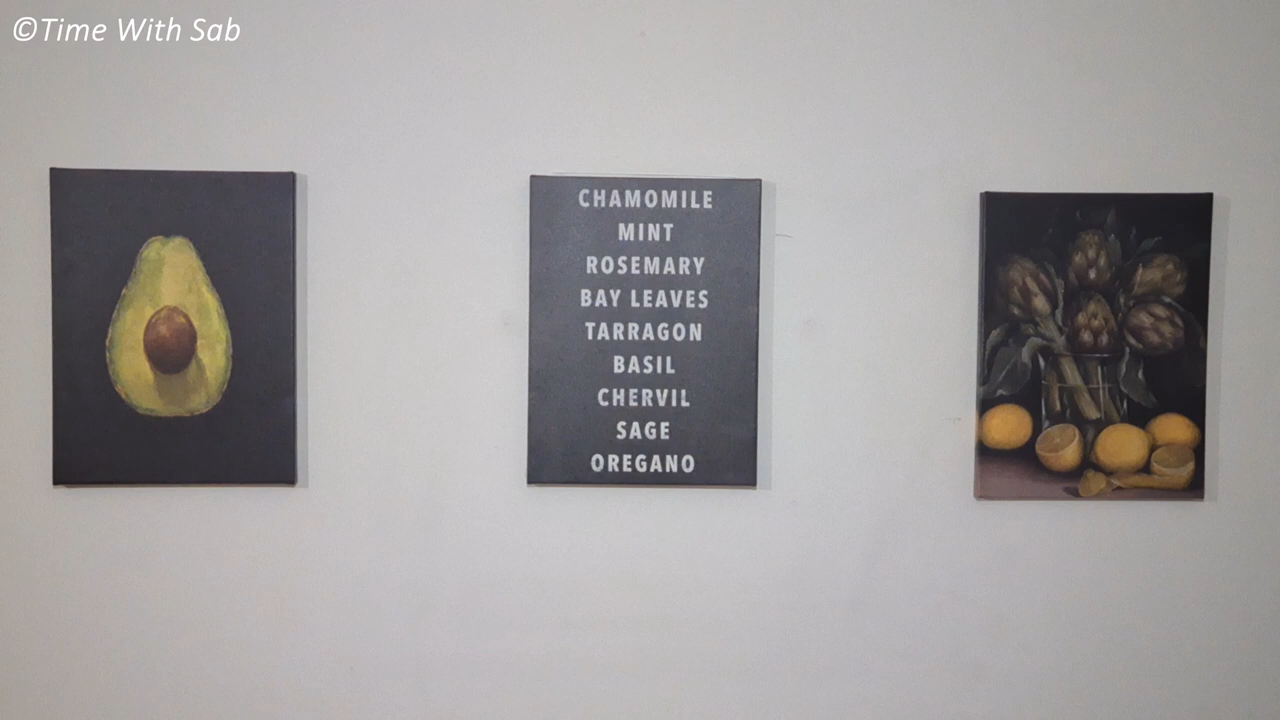 ©Time With Sab
CHAMOMILE
MINT
ROSEMARY
BAY LEAVES
TARRAGON
BASIL
CHERVIL
SAGE
OREGANO